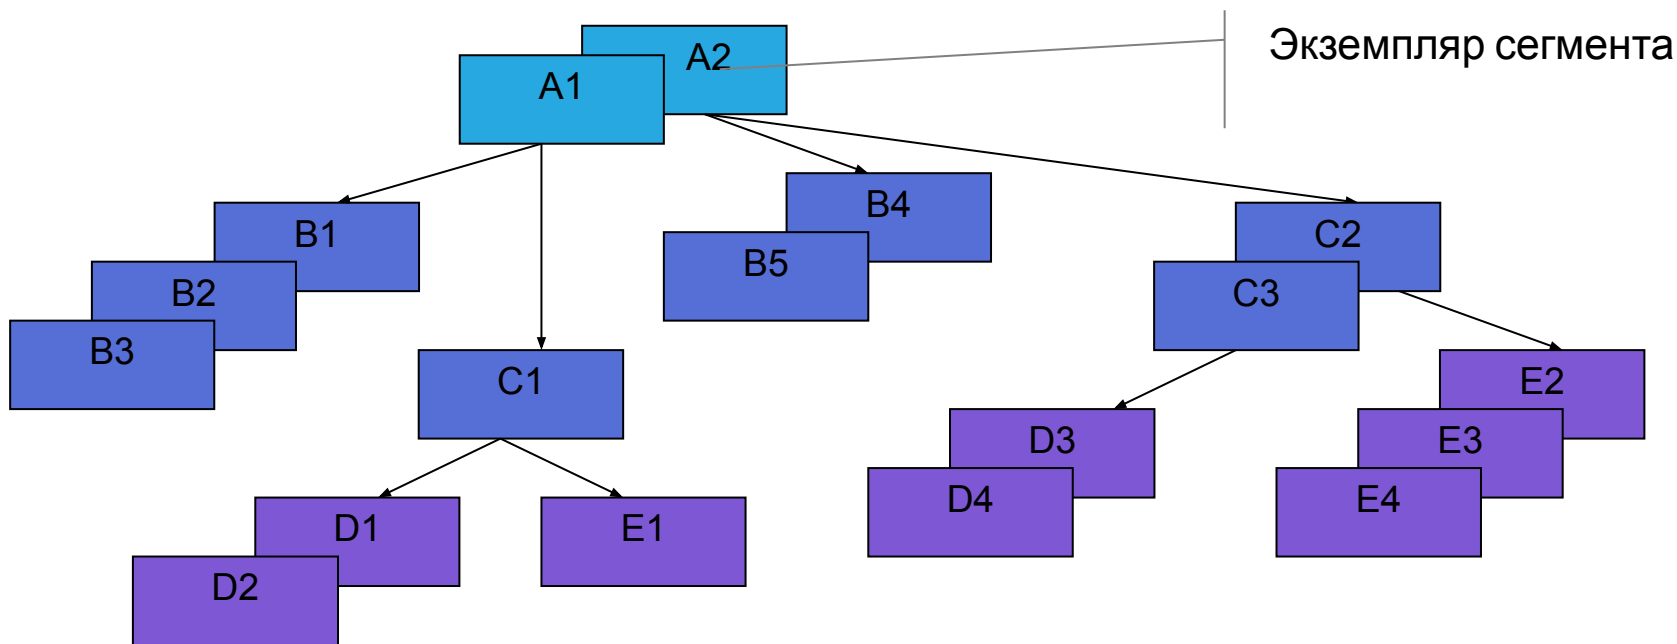 Экземпляр сегмента
A2
A1
B4
B1
C2
B5
B2
C3
B3
C1
E2
D3
E3
D4
E4
D1
E1
D2